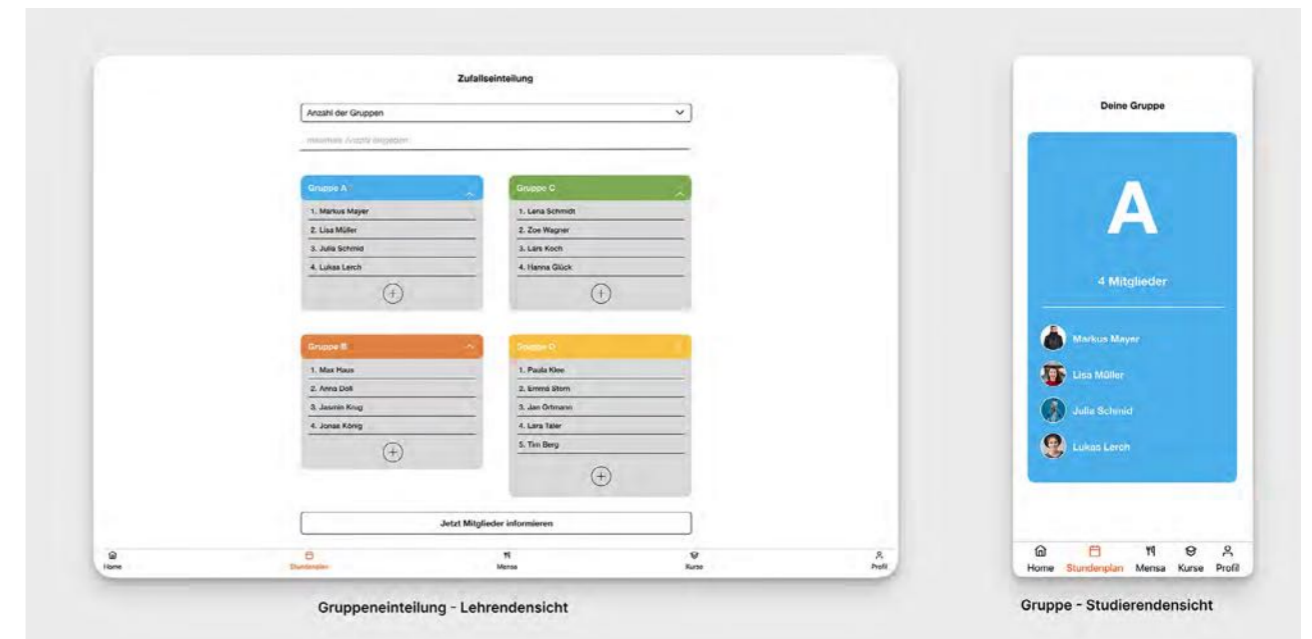 Zufallseinteilung
Anzahl der Gruppen
Gruppe A
1. Markus Mayer
2. Lisa Müller
3. Julia Schmid
4. Lukas Lerch
Gruppe C
1. Lena Schmidt
2. Zoe Wagner
3. Lars Koch
4. Hanna Glück
Gruppe B
1. Max Haus
2. Anna Doll
3. Jasmin Krug
4. Jonas König
Gruppe D
1. Paula Klee
2. Emma Stern
3. Jan Ortmann
4. Lara Taler
5. Tim Berg
Jetzt Mitglieder informieren
Home Stundenplan Mensa Kurse Profil
Gruppeneinteilung - Lehrendensicht
Deine Gruppe
A
4 Mitglieder
Markus Mayer
Lisa Müller
Julia Schmid
Lukas Lerch
Home Stundenplan Mensa Kurse Profil
Gruppe - Studierendensicht